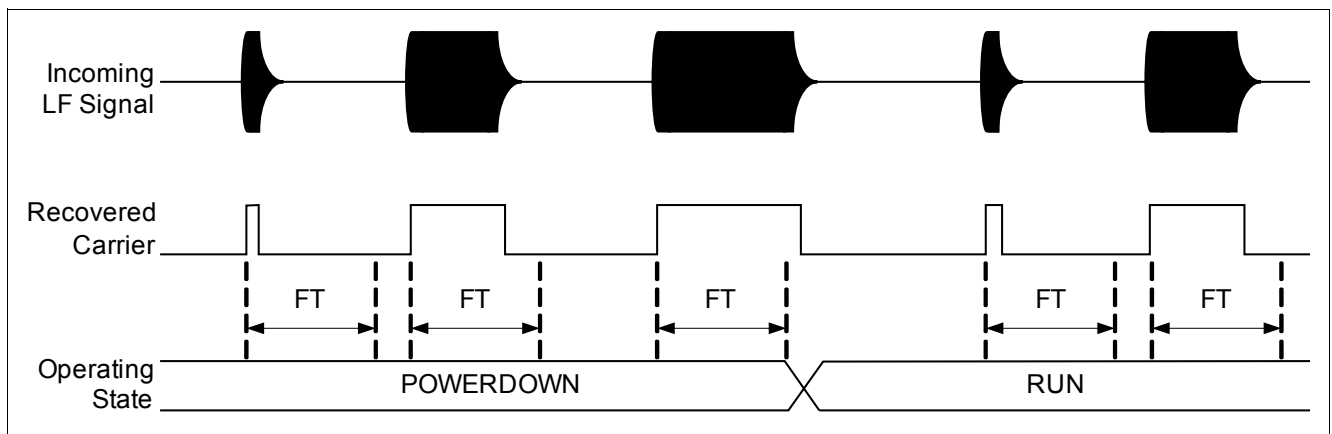 Incoming
LF Signal
Recovered
Carrier
FT FT FT FT FT
Operating
State
POWERDOWN RUN